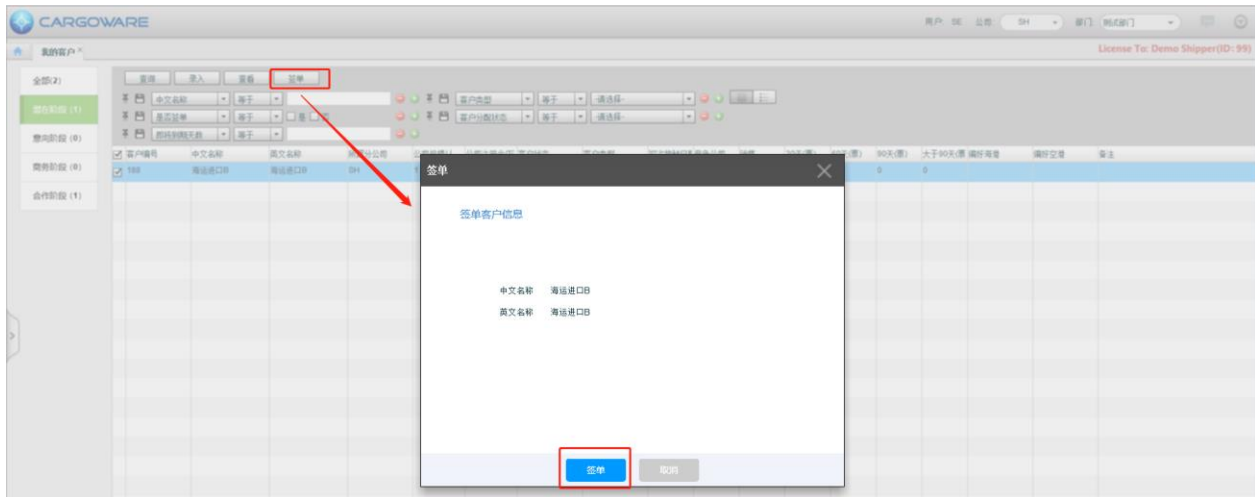 CARGOWARE
用户: SE 公司: SH 部门 测试部门
我的客户
License To: Demo Shipper(ID: 99)
全部(2)
潜在阶段 (1)
意向阶段 (0)
商务阶段 (0)
合作阶段 (1)
查询 录入 查看 签单
中文名称 等于 客户类型 等于 -请选择-
是否签单 等于 是 否 客户分配状态 等于 -请选择-
即将到期天数 等于
客户编号 中文名称 英文名称 30天(票) 大于90天(票 偏好海港 偏好空港 备注
180 海运进口B 海运进口B SH 0 0
签单
签单客户信息
中文名称 海运进口B
英文名称 海运进口B
签单 取消